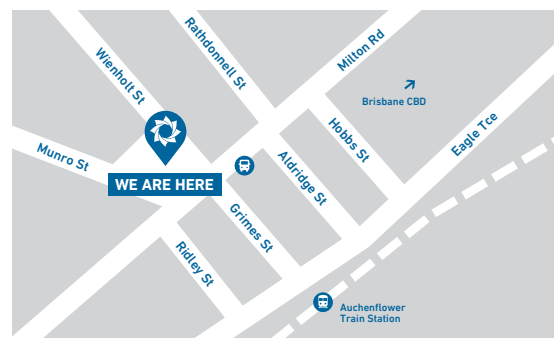 Rathdonnell St
Milton Rd
Wienholt St
Brisbane CBD
Hobbs St
Eagle Tce
Munro St
Aldridge St
WE ARE HERE
Grimes St
Ridley St
Auchenflower
Train Station